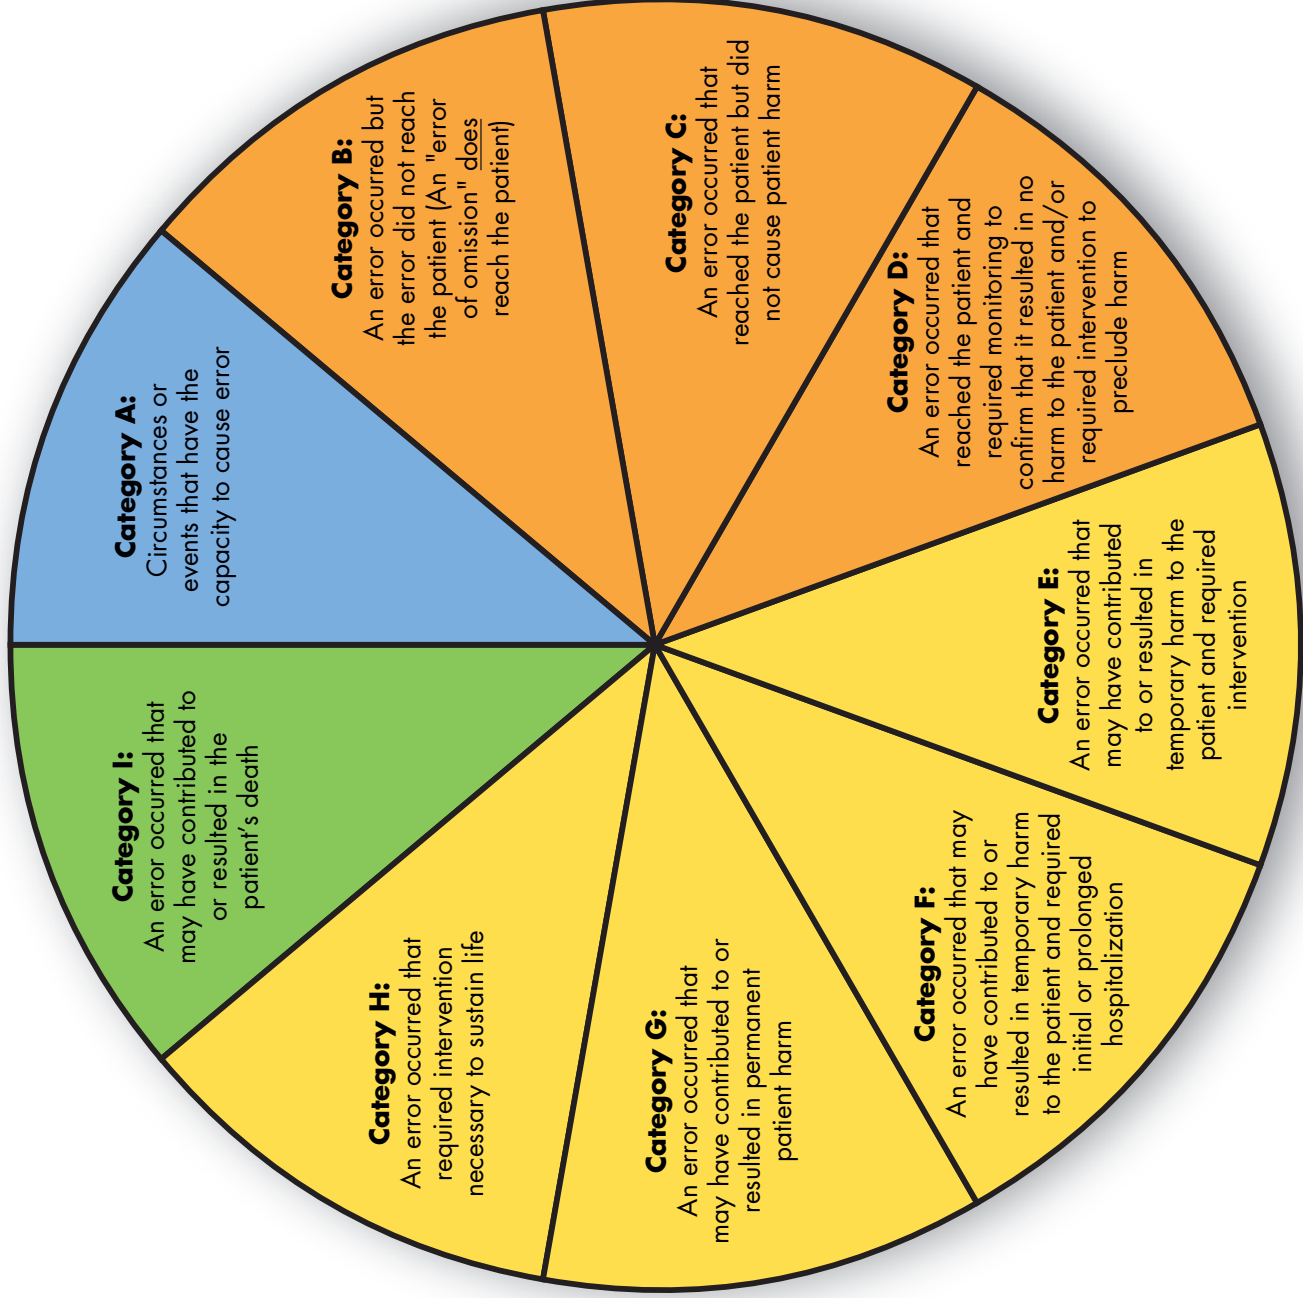 Category A:
Circumstances or
events that have the
capacity to cause error
Category B:
An error occurred but
the error did not reach
the patient (An "error
of omission" does
reach the patient)
Category C:
An error occurred that
reached the patient but did
not cause patient harm
Category D:
An error occurred that
reached the patient and
required monitoring to
confirm that it resulted in no
harm to the patient and/or
required intervention to
preclude harm
Category E:
An error occurred that
may have contributed
to or resulted in
temporary harm to the
patient and required
intervention
Category F:
An error occurred that may
have contributed to or
resulted in temporary harm
to the patient and required
initial or prolonged
hospitalization
Category G:
An error occurred that
may have contributed to or
resulted in permanent
patient harm
Category H:
An error occurred that
required intervention
necessary to sustain life
Category I:
An error occurred that
may have contributed to
or resulted in the
patient's death